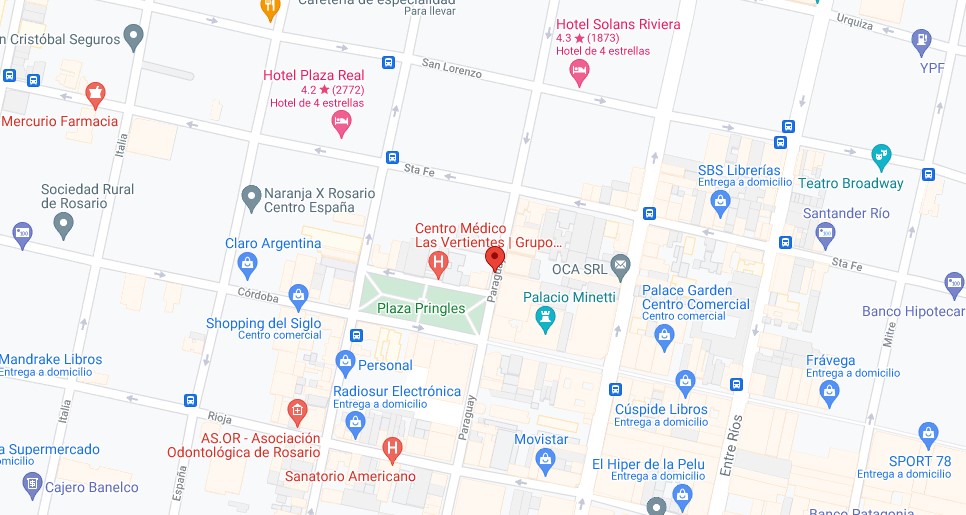 Cafetería de especialidad
Para llevar
n Cristóbal Seguros
Hotel Solans Riviera
4.3 ★ (1873)
Hotel de 4 estrellas
Urquiza
YPF
San Lorenzo
Hotel Plaza Real
4.2 ★ (2772)
Hotel de 4 estrellas
Mercurio Farmacia
Italia
Santa Fe
SBS Librerías
Entrega a domicilio
Teatro Broadway
Sociedad Rural
de Rosario
Naranja X Rosario
Centro España
Santander Río
Centro Médico
Las Vertientes | Grupo...
Claro Argentina
Paraguay
OCA SRL
Sta Fe
Córdoba
Plaza Pringles
Palacio Minetti
Palace Garden
Centro Comercial
Centro comercial
Banco Hipotecar
Shopping del Siglo
Centro comercial
Mitre
Mandrake Libros
Entrega a domicilio
Personal
Frávega
Entrega a domicilio
Radiosur Electrónica
Entrega a domicilio
Italia
Rioja
Paraguay
Cúspide Libros
Entrega a domicilio
AS.OR - Asociación
Odontológica de Rosario
Movistar
Entrega a domicilio
Entre Ríos
a Supermercado
omicilio
Sanatorio Americano
El Hiper de la Pelu
Entrega a domicilio
SPORT 78
Entrega a domicilio
Cajero Banelco
España
Banco Patagonia